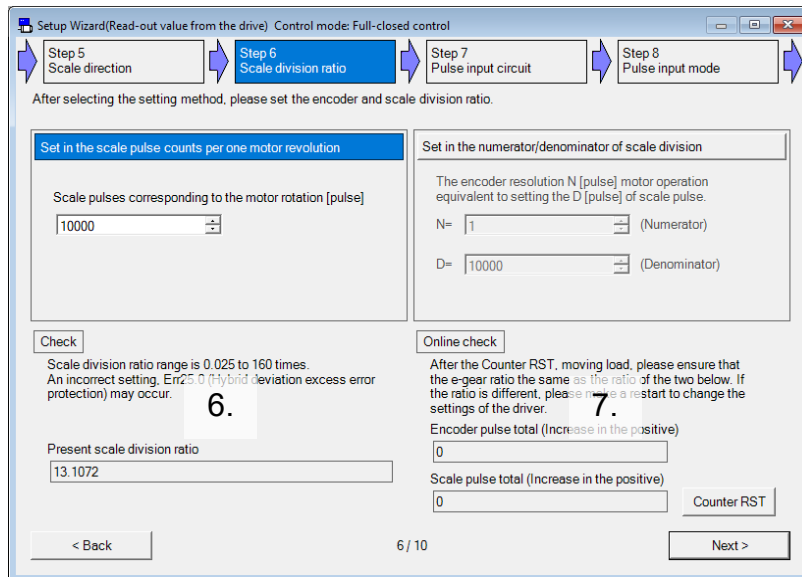 Setup Wizard(Read-out value from the drive)  Control mode: Full-closed control
Step 5
Scale direction
Step 6
Scale division ratio
Step 7
Pulse input circuit
Step 8
Pulse input mode
After selecting the setting method, please set the encoder and scale division ratio.
Set in the scale pulse counts per one motor revolution
Scale pulses corresponding to the motor rotation [pulse]
10000
Set in the numerator/denominator of scale division
The encoder resolution N [pulse] motor operation
equivalent to setting the D [pulse] of scale pulse.
N= 1 (Numerator)
D= 10000 (Denominator)
Check
Scale division ratio range is 0.025 to 160 times.
An incorrect setting, Err25.0 (Hybrid deviation excess error
protection) may occur.
6.
Present scale division ratio
13.1072
Online check
After the Counter RST, moving load, please ensure that
the e-gear ratio the same as the ratio of the two below. If
the ratio is different, please make a restart to change the
settings of the driver.
7.
Encoder pulse total (Increase in the positive)
0
Scale pulse total (Increase in the positive)
0
Counter RST
< Back
6 / 10
Next >